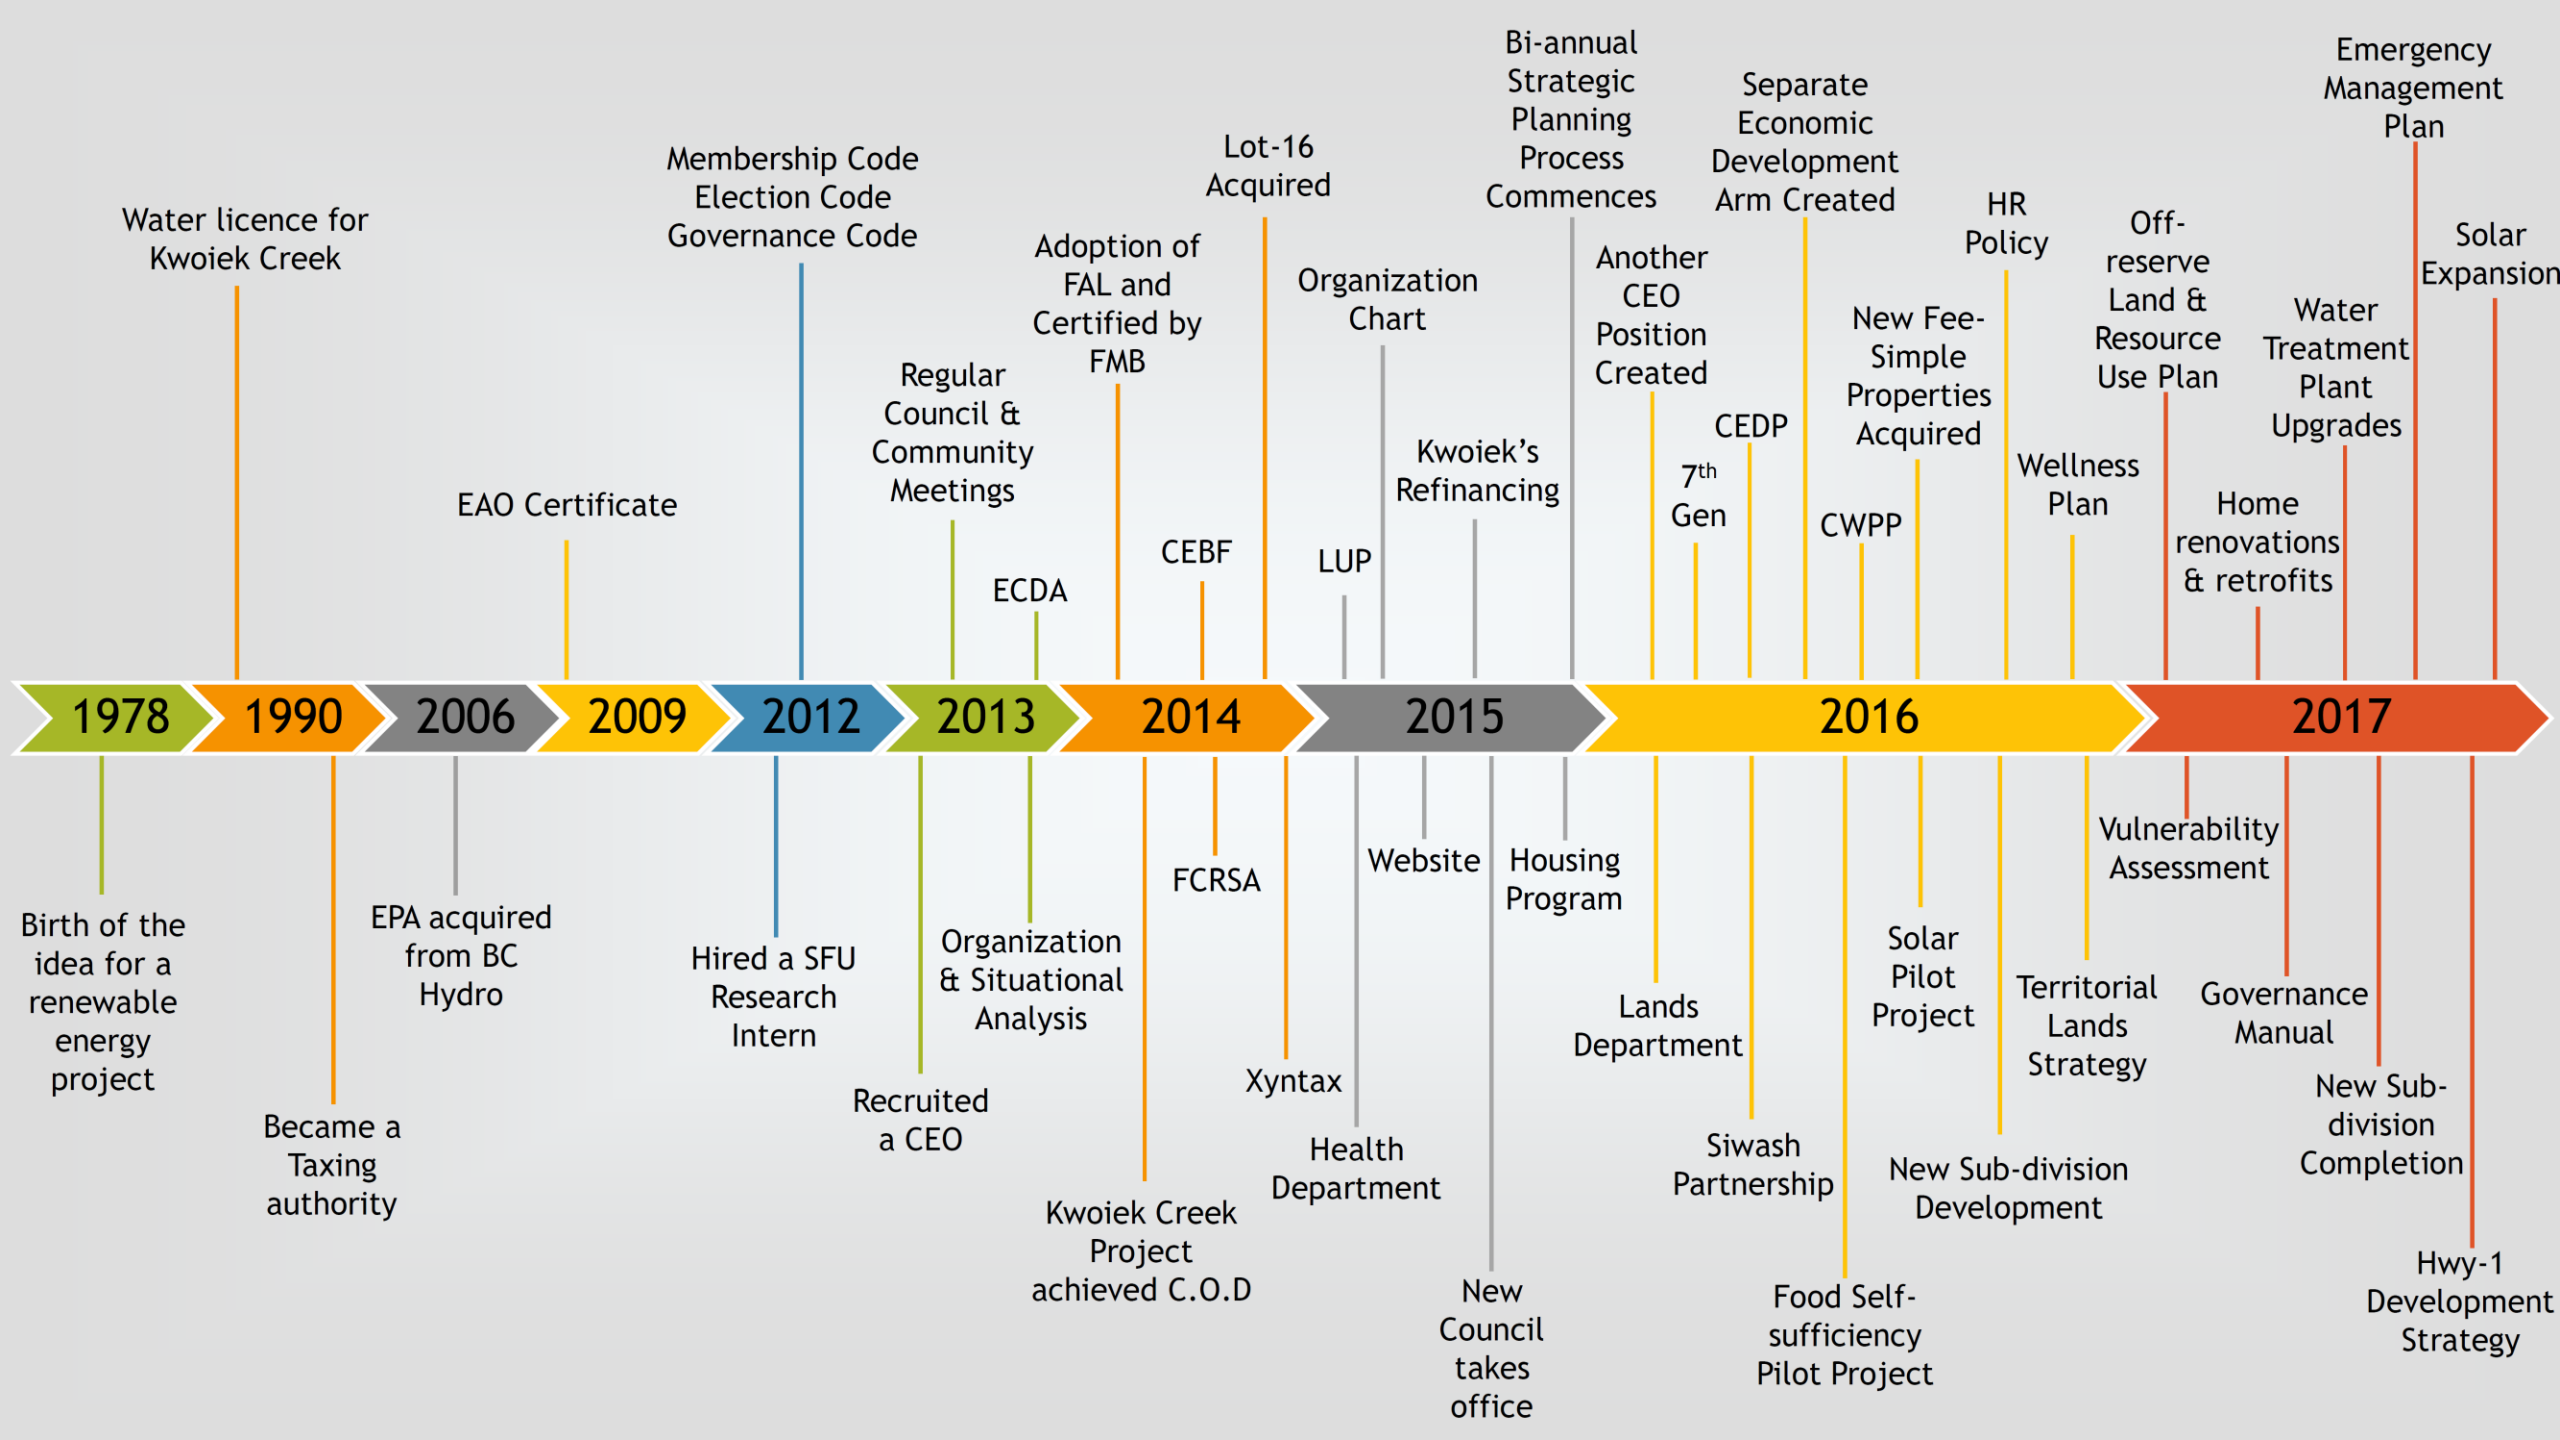 Water licence for
Kwoiek Creek
EAO Certificate
Membership Code
Election Code
Governance Code
Regular
Council &
Community
Meetings
ECDA
Adoption of
FAL and
Certified by
FMB
CEBF
Lot-16
Acquired
LUP
Organization
Chart
Kwoiek’s
Refinancing
Bi-annual
Strategic
Planning
Process
Commences
Another
CEO
Position
Created
7th
Gen
CEDP
Separate
Economic
Development
Arm Created
CWPP
New Fee-
Simple
Properties
Acquired
HR
Policy
Wellness
Plan
Off-
reserve
Land &
Resource
Use Plan
Home
renovations
& retrofits
Water
Treatment
Plant
Upgrades
Emergency
Management
Plan
Solar
Expansion
1978 1990 2006 2009 2012 2013 2014 2015 2016 2017
Birth of the
idea for a
renewable
energy
project
Became a
Taxing
authority
EPA acquired
from BC
Hydro
Hired a SFU
Research
Intern
Recruited
a CEO
Organization
& Situational
Analysis
Kwoiek Creek
Project
achieved C.O.D
FCRSA
Xyntax
Health
Department
Website
New
Council
takes
office
Housing
Program
Lands
Department
Siwash
Partnership
Food Self-
sufficiency
Pilot Project
Solar
Pilot
Project
New Sub-division
Development
Territorial
Lands
Strategy
Vulnerability
Assessment
Governance
Manual
New Sub-
division
Completion
Hwy-1
Development
Strategy